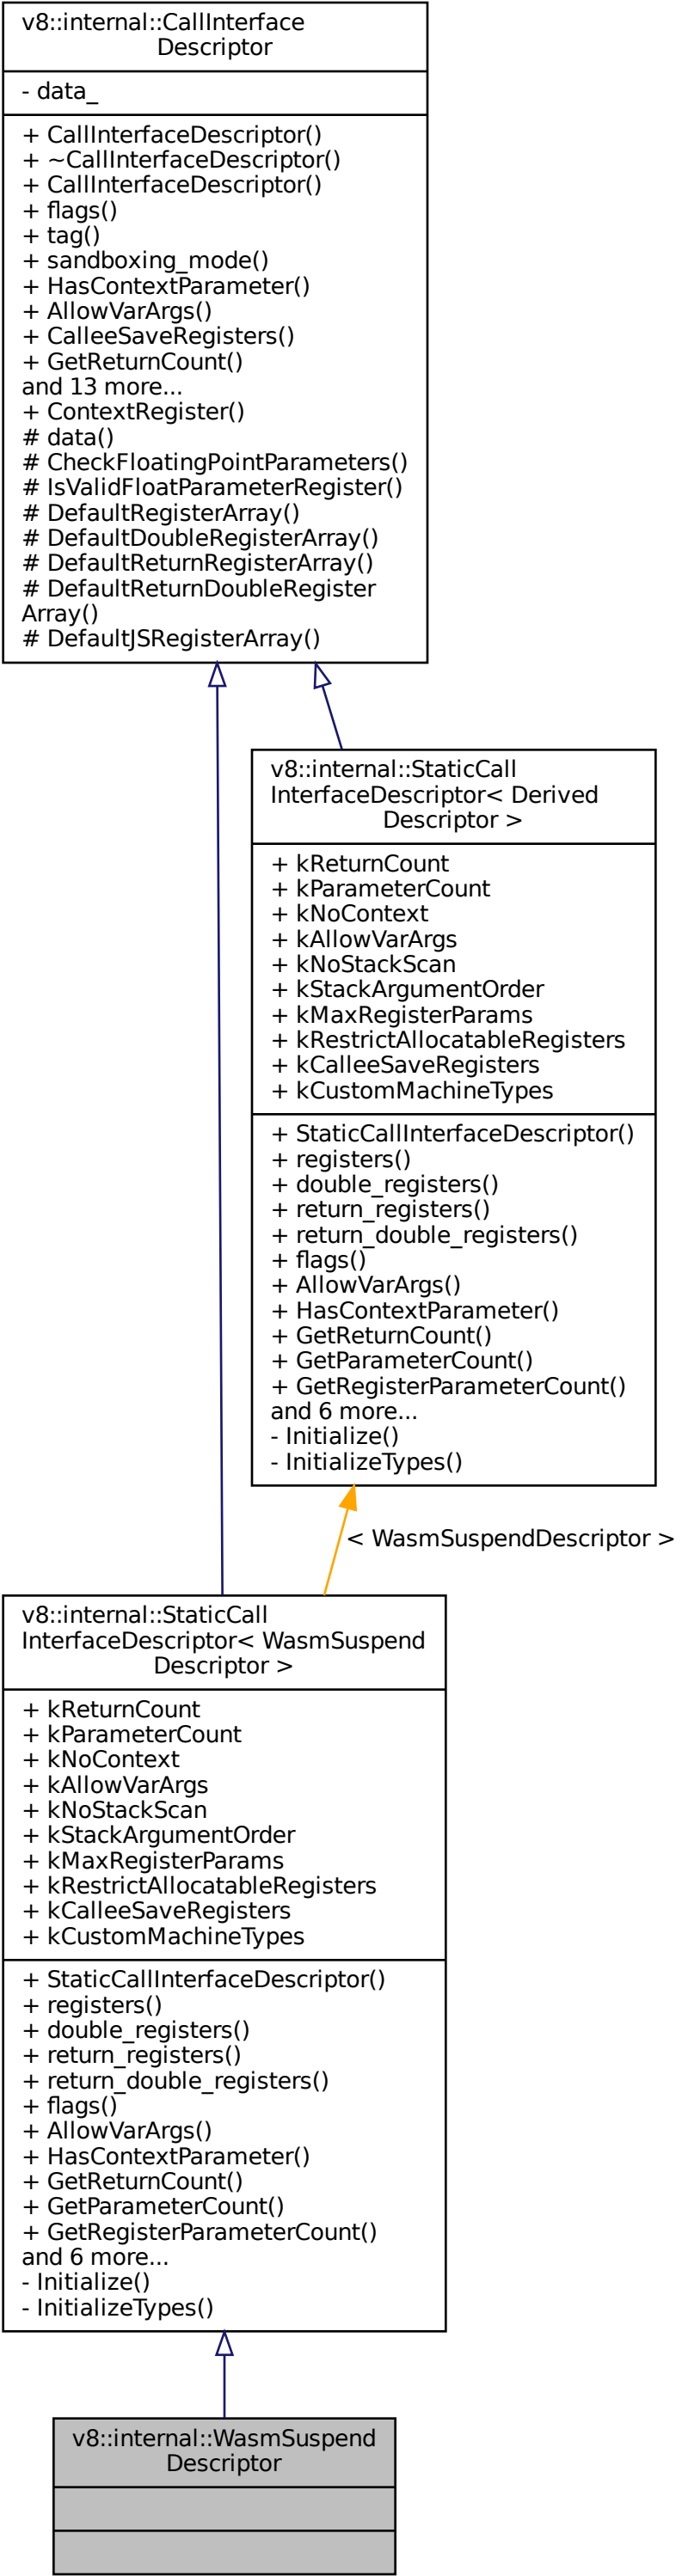 v8::internal::CallInterface
Descriptor
- data_
+ CallInterfaceDescriptor()
+ ~CallInterfaceDescriptor()
+ CallInterfaceDescriptor()
+ flags()
+ tag()
+ sandboxing_mode()
+ HasContextParameter()
+ AllowVarArgs()
+ CalleeSaveRegisters()
+ GetReturnCount()
and 13 more...
+ ContextRegister()
# data()
# CheckFloatingPointParameters()
# IsValidFloatParameterRegister()
# DefaultRegisterArray()
# DefaultDoubleRegisterArray()
# DefaultReturnRegisterArray()
# DefaultReturnDoubleRegister
Array()
# DefaultJSRegisterArray()
v8::internal::StaticCall
InterfaceDescriptor< Derived
Descriptor >
+ kReturnCount
+ kParameterCount
+ kNoContext
+ kAllowVarArgs
+ kNoStackScan
+ kStackArgumentOrder
+ kMaxRegisterParams
+ kRestrictAllocatableRegisters
+ kCalleeSaveRegisters
+ kCustomMachineTypes
+ StaticCallInterfaceDescriptor()
+ registers()
+ double_registers()
+ return_registers()
+ return_double_registers()
+ flags()
+ AllowVarArgs()
+ HasContextParameter()
+ GetReturnCount()
+ GetParameterCount()
+ GetRegisterParameterCount()
and 6 more...
- Initialize()
- InitializeTypes()
< WasmSuspendDescriptor >
v8::internal::StaticCall
InterfaceDescriptor< WasmSuspend
Descriptor >
+ kReturnCount
+ kParameterCount
+ kNoContext
+ kAllowVarArgs
+ kNoStackScan
+ kStackArgumentOrder
+ kMaxRegisterParams
+ kRestrictAllocatableRegisters
+ kCalleeSaveRegisters
+ kCustomMachineTypes
+ StaticCallInterfaceDescriptor()
+ registers()
+ double_registers()
+ return_registers()
+ return_double_registers()
+ flags()
+ AllowVarArgs()
+ HasContextParameter()
+ GetReturnCount()
+ GetParameterCount()
+ GetRegisterParameterCount()
and 6 more...
- Initialize()
- InitializeTypes()
v8::internal::WasmSuspend
Descriptor